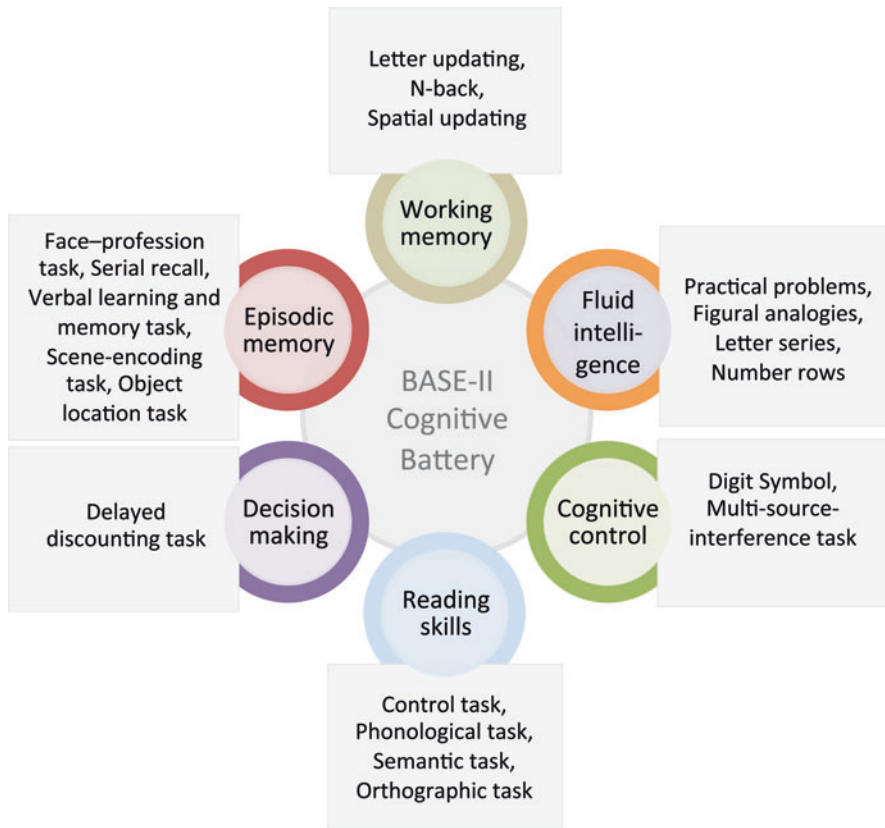 Letter updating,
N-back,
Spatial updating
Working
memory
Face–profession
task, Serial recall,
Verbal learning and
memory task,
Scene-encoding
task, Object
location task
Episodic
memory
Fluid
intelli-
gence
Practical problems,
Figural analogies,
Letter series,
Number rows
BASE-II
Cognitive
Battery
Delayed
discounting task
Decision
making
Cognitive
control
Digit Symbol,
Multi-source-
interference task
Reading
skills
Control task,
Phonological task,
Semantic task,
Orthographic task